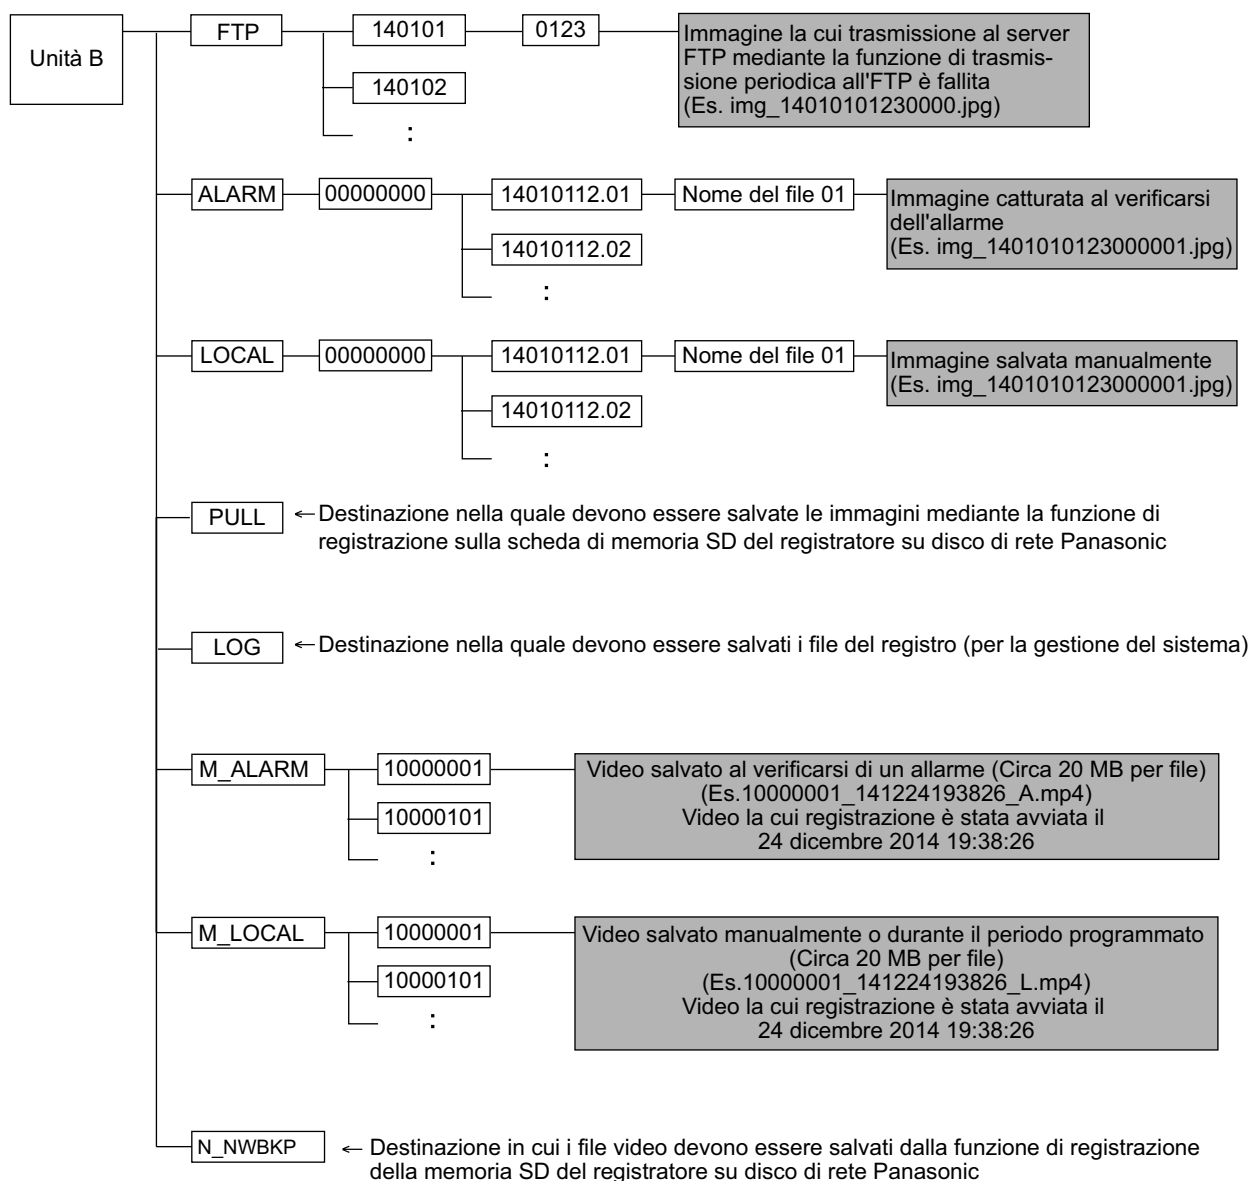 Unità B
FTP
140101
0123
Immagine la cui trasmissione al server
FTP mediante la funzione di trasmis-
sione periodica all'FTP è fallita
(Es. img_14010101230000.jpg)
140102
:
ALARM
00000000
14010112.01
Nome del file 01
Immagine catturata al verificarsi
dell'allarme
(Es. img_1401010123000001.jpg)
14010112.02
:
LOCAL
00000000
14010112.01
Nome del file 01
Immagine salvata manualmente
(Es. img_1401010123000001.jpg)
14010112.02
:
PULL
←Destinazione nella quale devono essere salvate le immagini mediante la funzione di
registrazione sulla scheda di memoria SD del registratore su disco di rete Panasonic
LOG
←Destinazione nella quale devono essere salvati i file del registro (per la gestione del sistema)
M_ALARM
10000001
Video salvato al verificarsi di un allarme (Circa 20 MB per file)
(Es.10000001_141224193826_A.mp4)
Video la cui registrazione è stata avviata il
24 dicembre 2014 19:38:26
10000101
:
M_LOCAL
10000001
Video salvato manualmente o durante il periodo programmato
(Circa 20 MB per file)
(Es.10000001_141224193826_L.mp4)
Video la cui registrazione è stata avviata il
24 dicembre 2014 19:38:26
10000101
:
N_NWBKP
← Destinazione in cui i file video devono essere salvati dalla funzione di registrazione
della memoria SD del registratore su disco di rete Panasonic